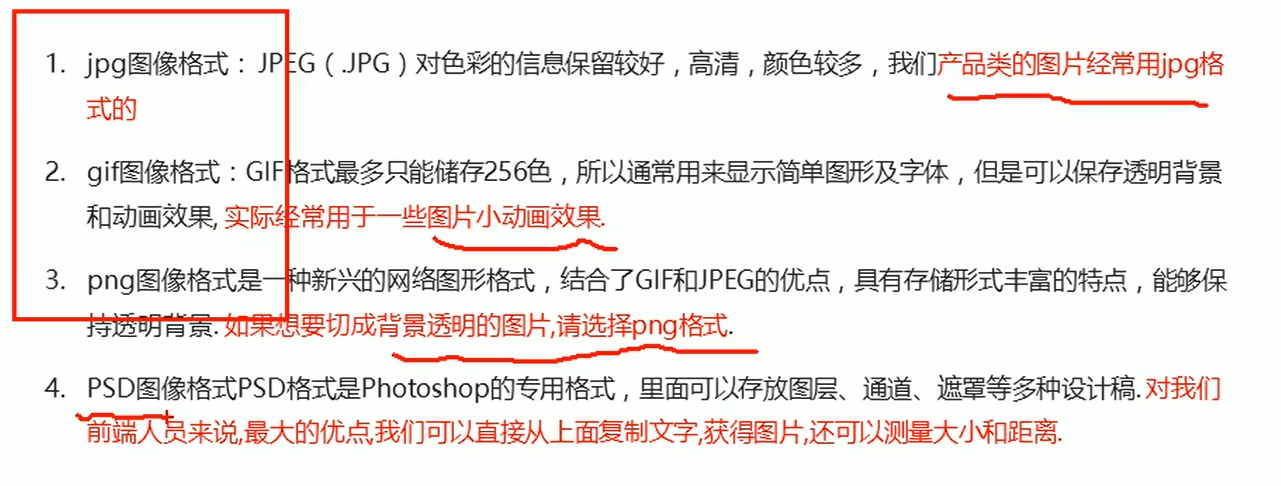 1. jpg图像格式：JPEG（.JPG）对色彩的信息保留较好，高清，颜色较多，我们产品类的图片经常用jpg格
式的
2. gif图像格式：GIF格式最多只能储存256色，所以通常用来显示简单图形及字体，但是可以保存透明背景
和动画效果, 实际经常用于一些图片小动画效果.
3. png图像格式是一种新兴的网络图形格式，结合了GIF和JPEG的优点，具有存储形式丰富的特点，能够保
持透明背景. 如果想要切成背景透明的图片,请选择png格式.
4. PSD图像格式PSD格式是Photoshop的专用格式，里面可以存放图层、通道、遮罩等多种设计稿. 对我们
前端人员来说,最大的优点,我们可以直接从上面复制文字,获得图片,还可以测量大小和距离.